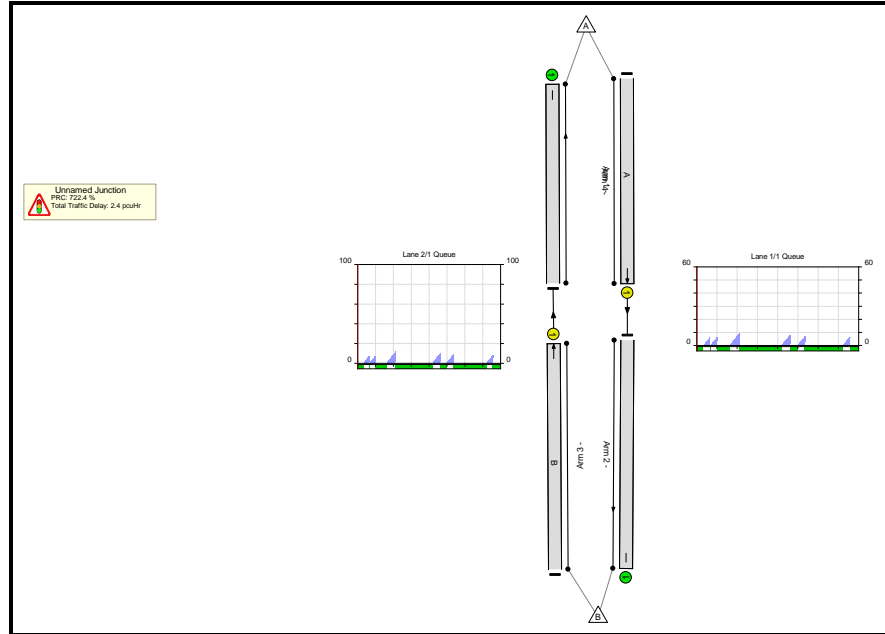 A
Unnamed Junction
PRC: 722.4 %
Total Traffic Delay: 2.4 pcuHr
A
Lane 2/1 Queue
100
100
0
0
Lane 1/1 Queue
60
60
0
0
B
Arm 3 -
Arm 2 -
B